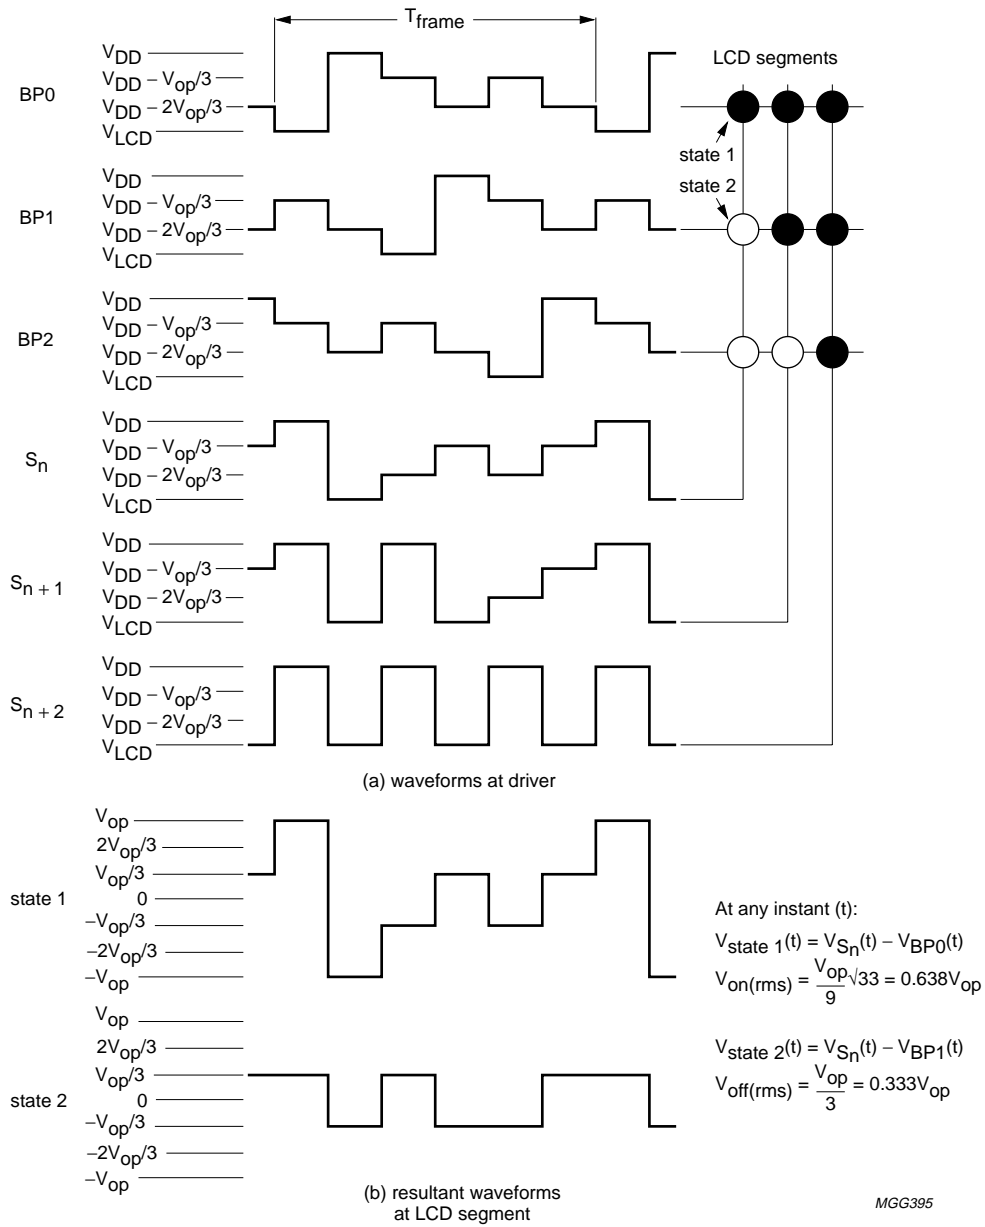 T frame
BP0
VDD
VDD − Vop/3
VDD − 2Vop/3
VLCD
LCD segments
state 1
state 2
BP1
VDD
VDD − Vop/3
VDD − 2Vop/3
VLCD
BP2
VDD
VDD − Vop/3
VDD − 2Vop/3
VLCD
Sn
VDD
VDD − Vop/3
VDD − 2Vop/3
VLCD
Sn + 1
VDD
VDD − Vop/3
VDD − 2Vop/3
VLCD
Sn + 2
VDD
VDD − Vop/3
VDD − 2Vop/3
VLCD
(a) waveforms at driver
state 1
Vop
2Vop/3
Vop/3
0
−Vop/3
−2Vop/3
−Vop
state 2
Vop
2Vop/3
Vop/3
0
−Vop/3
−2Vop/3
−Vop
At any instant (t):
Vstate 1(t) = VSn(t) − VBP0(t)
Von(rms) = Vop/9 √33 = 0.638Vop
Vstate 2(t) = VSn(t) − VBP1(t)
Voff(rms) = Vop/3 = 0.333Vop
(b) resultant waveforms
at LCD segment
MGG395